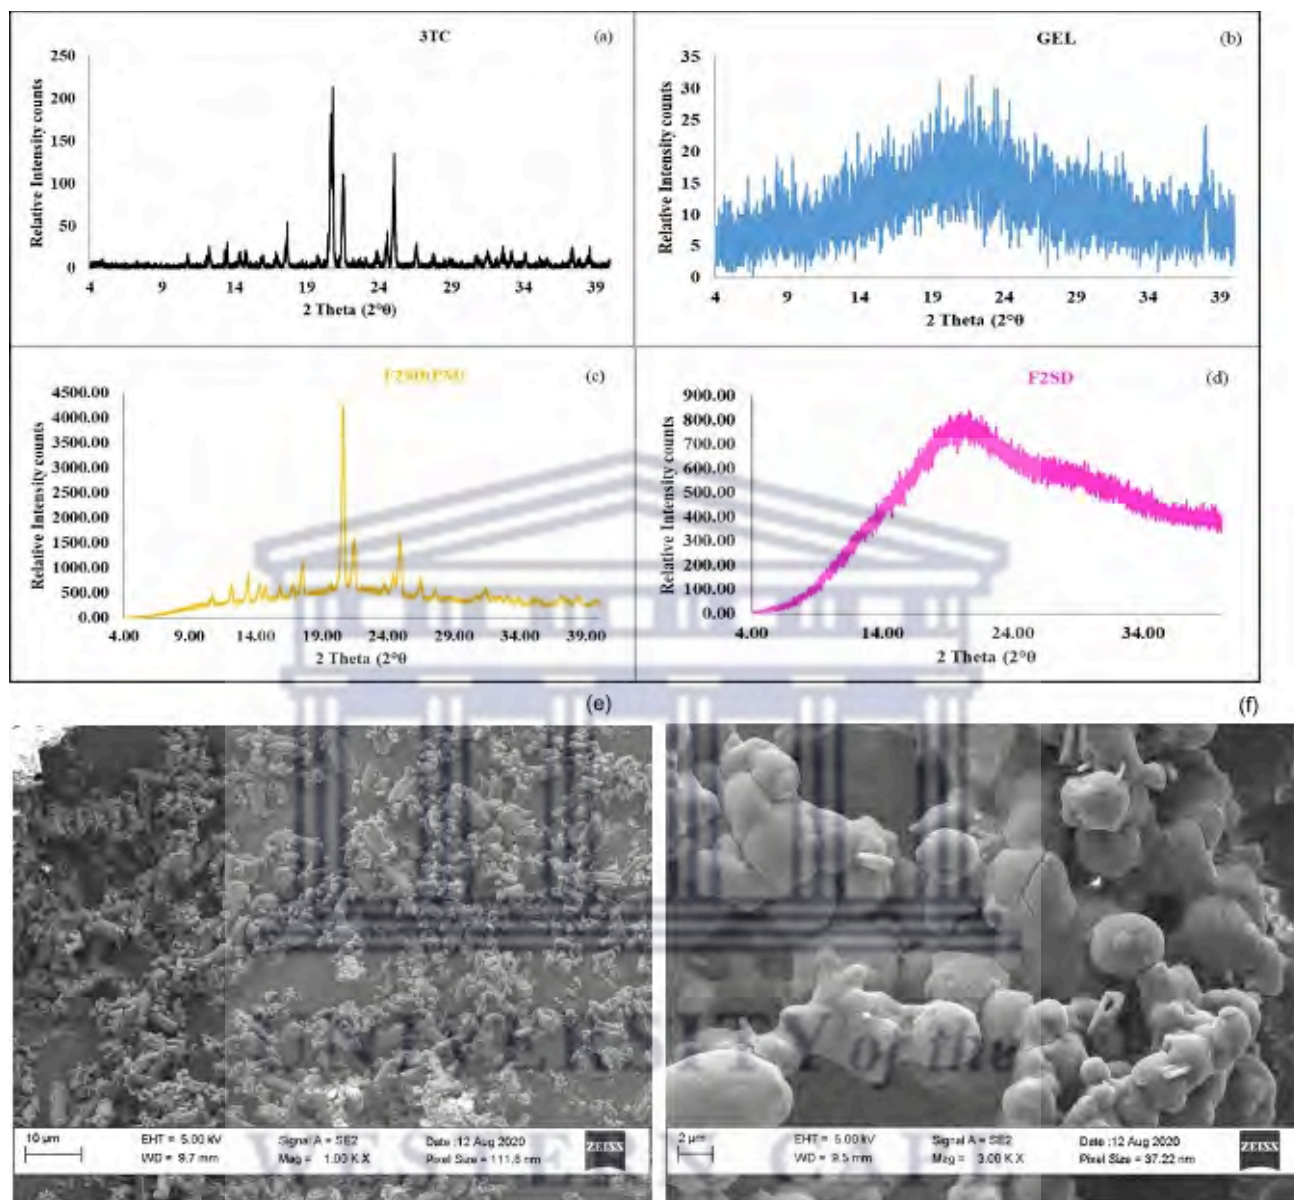 3TC (a)
250
200
150
100
50
0
4 9 14 19 24 29 34 39
Relative Intensity counts
2 Theta (2°θ)
GEL (b)
35
30
25
20
15
10
5
0
4 9 14 19 24 29 34 39
Relative Intensity counts
2 Theta (2°θ
(c)
4500.00
4000.00
3500.00
3000.00
2500.00
2000.00
1500.00
1000.00
500.00
0.00
4.00 9.00 14.00 19.00 24.00 29.00 34.00 39.00
Relative Intensity counts
2 Theta (2°θ
F2SD (d)
900.00
800.00
700.00
600.00
500.00
400.00
300.00
200.00
100.00
0.00
4.00 14.00 24.00 34.00
Relative Intensity counts
2 Theta (2°θ
(e)
(f)
UNIVERSITY of the
WESTERN CAPE
10 µm
EHT = 5.00 kV
WD = 9.7 mm
Signal A = SE2
Mag = 1.00 K X
Date :12 Aug 2020
Pixel Size = 111.6 nm
ZEISS
2 µm
EHT = 5.00 kV
WD = 9.5 mm
Signal A = SE2
Mag = 3.00 K X
Date :12 Aug 2020
Pixel Size = 37.22 nm
ZEISS